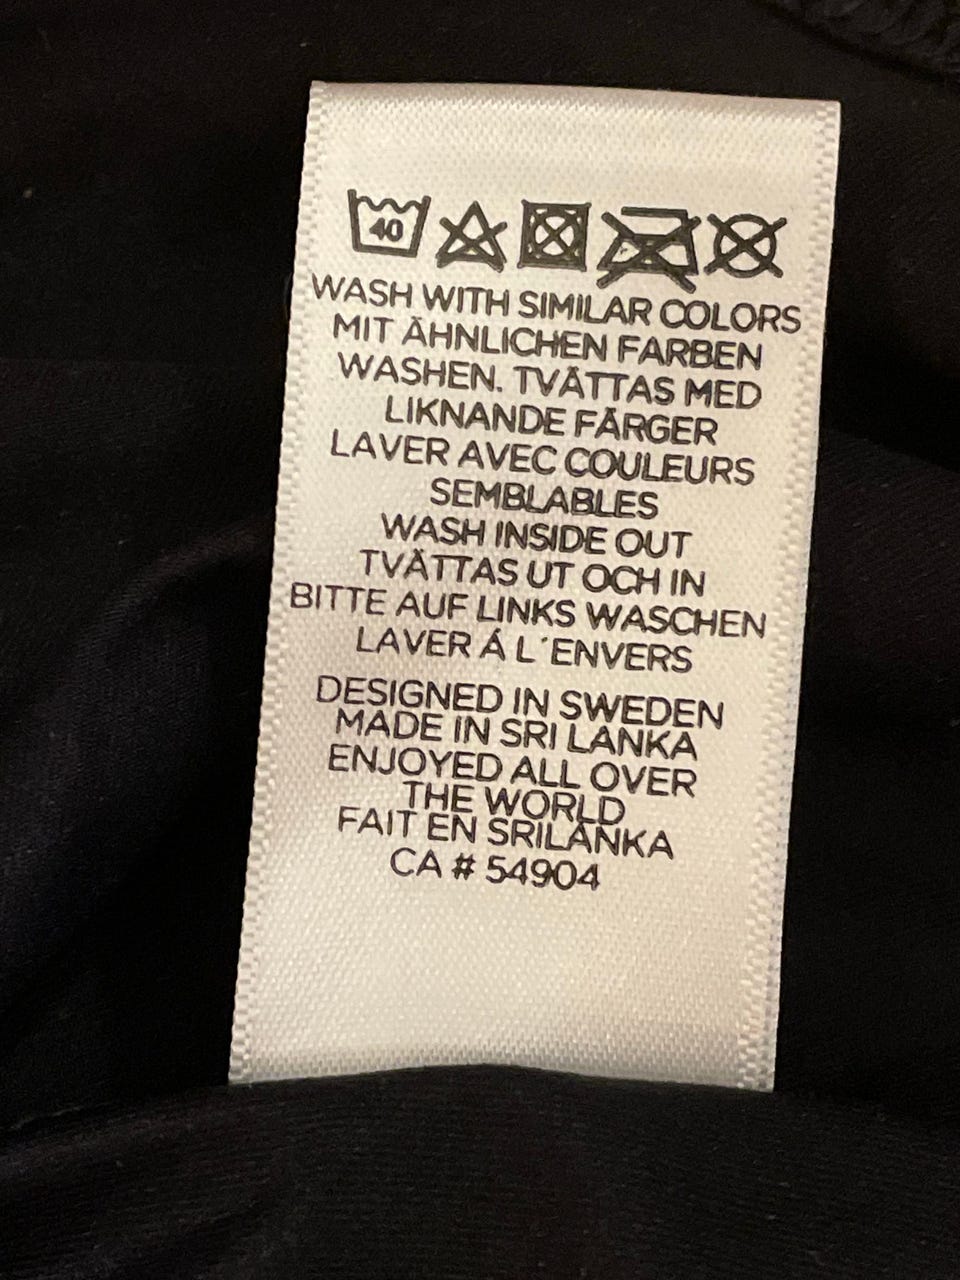 40
WASH WITH SIMILAR COLORS
MIT ÄHNLICHEN FARBEN
WASHEN. TVÄTTAS MED
LIKNANDE FÄRGER
LAVER AVEC COULEURS
SEMBLABLES
WASH INSIDE OUT
TVÄTTAS UT OCH IN
BITTE AUF LINKS WASCHEN
LAVER Á L´ENVERS
DESIGNED IN SWEDEN
MADE IN SRI LANKA
ENJOYED ALL OVER
THE WORLD
FAIT EN SRILANKA
CA # 54904